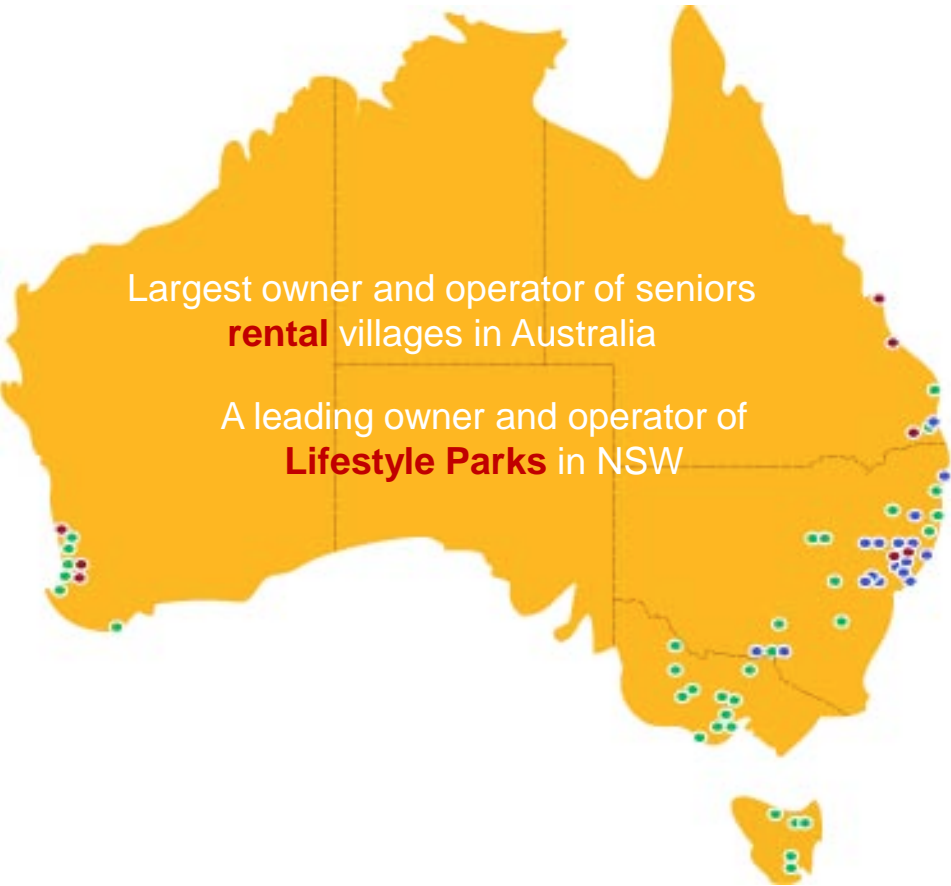 Largest owner and operator of seniors
rental villages in Australia
A leading owner and operator of
Lifestyle Parks in NSW